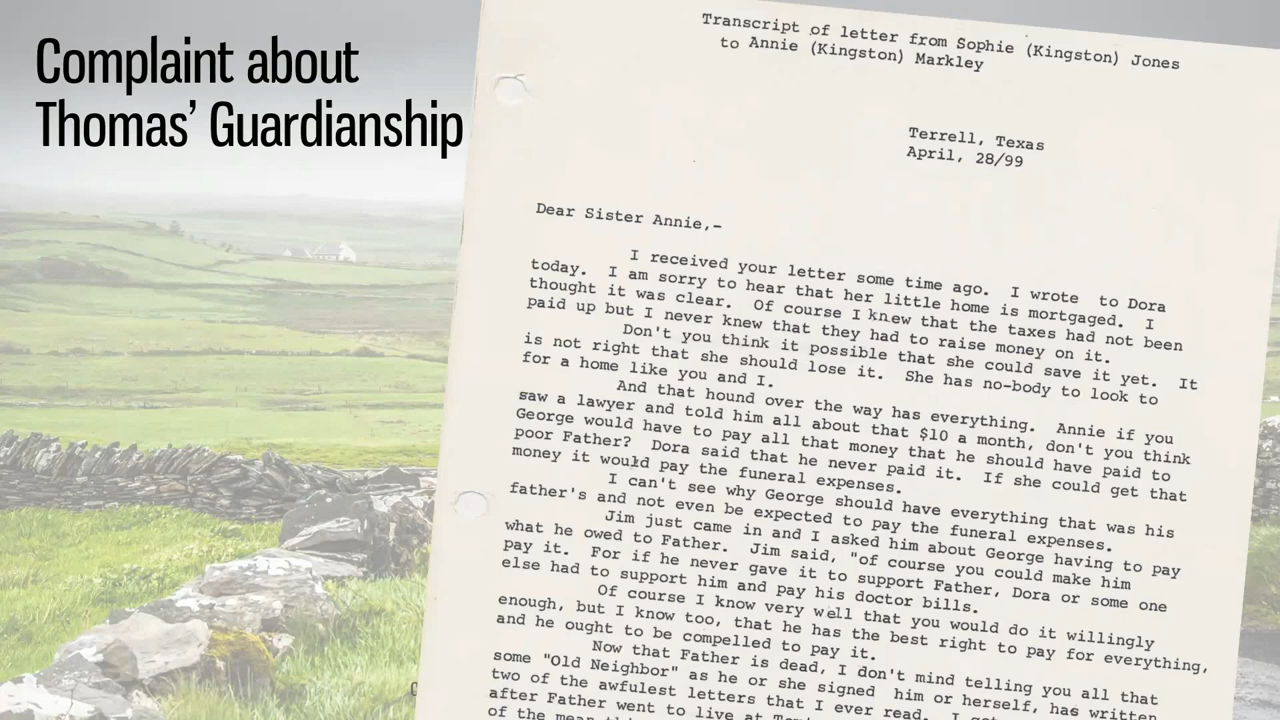 Complaint about
Thomas’ Guardianship
Transcript of letter from Sophie (Kingston) Jones
to Annie (Kingston) Markley
Terrell, Texas
April, 28/99
Dear Sister Annie,-
I received your letter some time ago. I wrote to Dora
today. I am sorry to hear that her little home is mortgaged. I
thought it was clear. Of course I knew that the taxes had not been
paid up but I never knew that they had to raise money on it.
Don't you think it possible that she could save it yet. It
is not right that she should lose it. She has no-body to look to
for a home like you and I.
And that hound over the way has everything. Annie if you
saw a lawyer and told him all about that $10 a month, don't you think
George would have to pay all that money that he should have paid to
poor Father? Dora said that he never paid it. If she could get that
money it would pay the funeral expenses.
I can't see why George should have everything that was his
father's and not even be expected to pay the funeral expenses.
Jim just came in and I asked him about George having to pay
what he owed to Father. Jim said, "of course you could make him
pay it. For if he never gave it to support Father, Dora or some one
else had to support him and pay his doctor bills.
Of course I know very well that you would do it willingly
enough, but I know too, that he has the best right to pay for everything,
and he ought to be compelled to pay it.
Now that Father is dead, I don't mind telling you all that
some "Old Neighbor" as he or she signed him or herself, has written
two of the awfulest letters that I ever read. I
after Father went to live at
of the mean